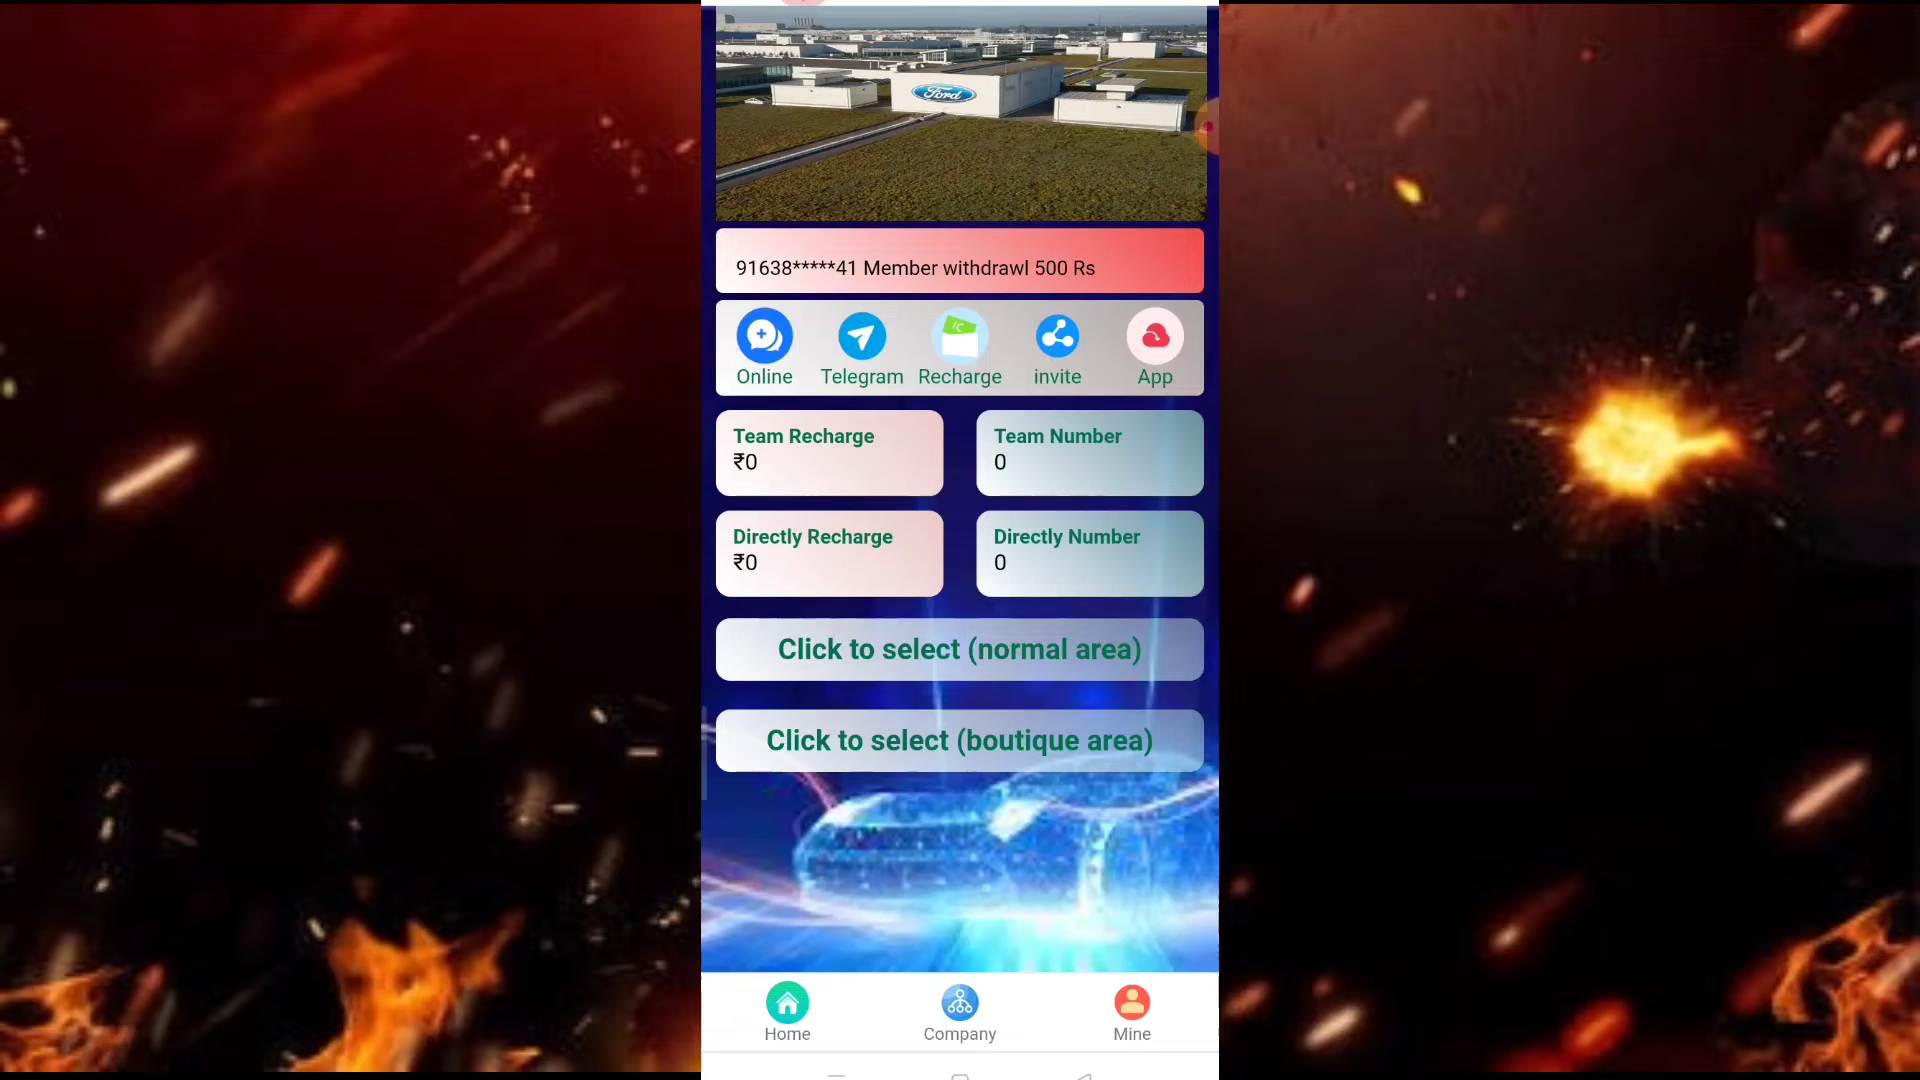 Ford
91638*****41 Member withdrawl 500 Rs
Online Telegram Recharge invite App
Team Recharge
₹0
Team Number
0
Directly Recharge
₹0
Directly Number
0
Click to select (normal area)
Click to select (boutique area)
Home Company Mine